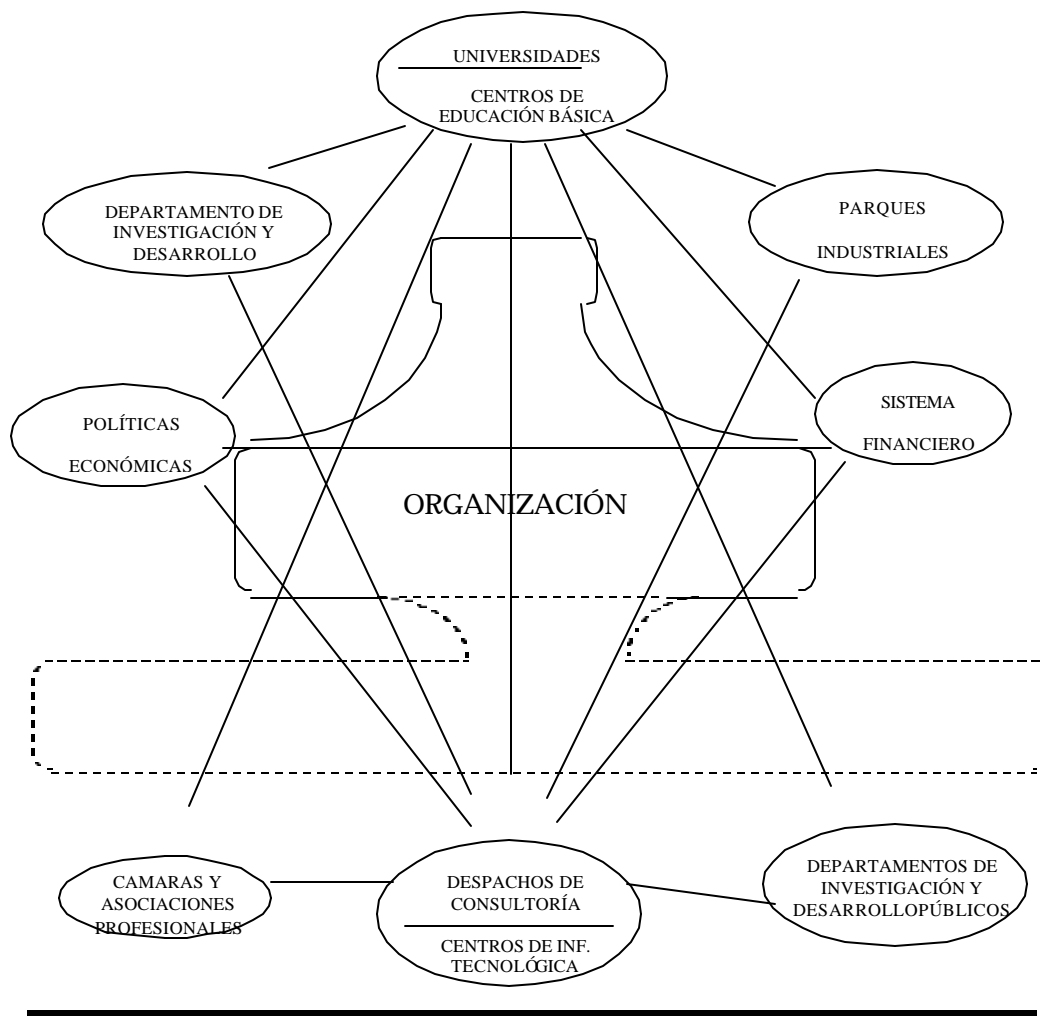 UNIVERSIDADES
CENTROS DE
EDUCACIÓN BÁSICA
DEPARTAMENTO DE
INVESTIGACIÓN Y
DESARROLLO
PARQUES
INDUSTRIALES
POLÍTICAS
ECONÓMICAS
SISTEMA
FINANCIERO
ORGANIZACIÓN
CAMARAS Y
ASOCIACIONES
PROFESIONALES
DESPACHOS DE
CONSULTORÍA
CENTROS DE INF.
TECNOLÓGICA
DEPARTAMENTOS DE
INVESTIGACIÓN Y
DESARROLLOPÚBLICOS